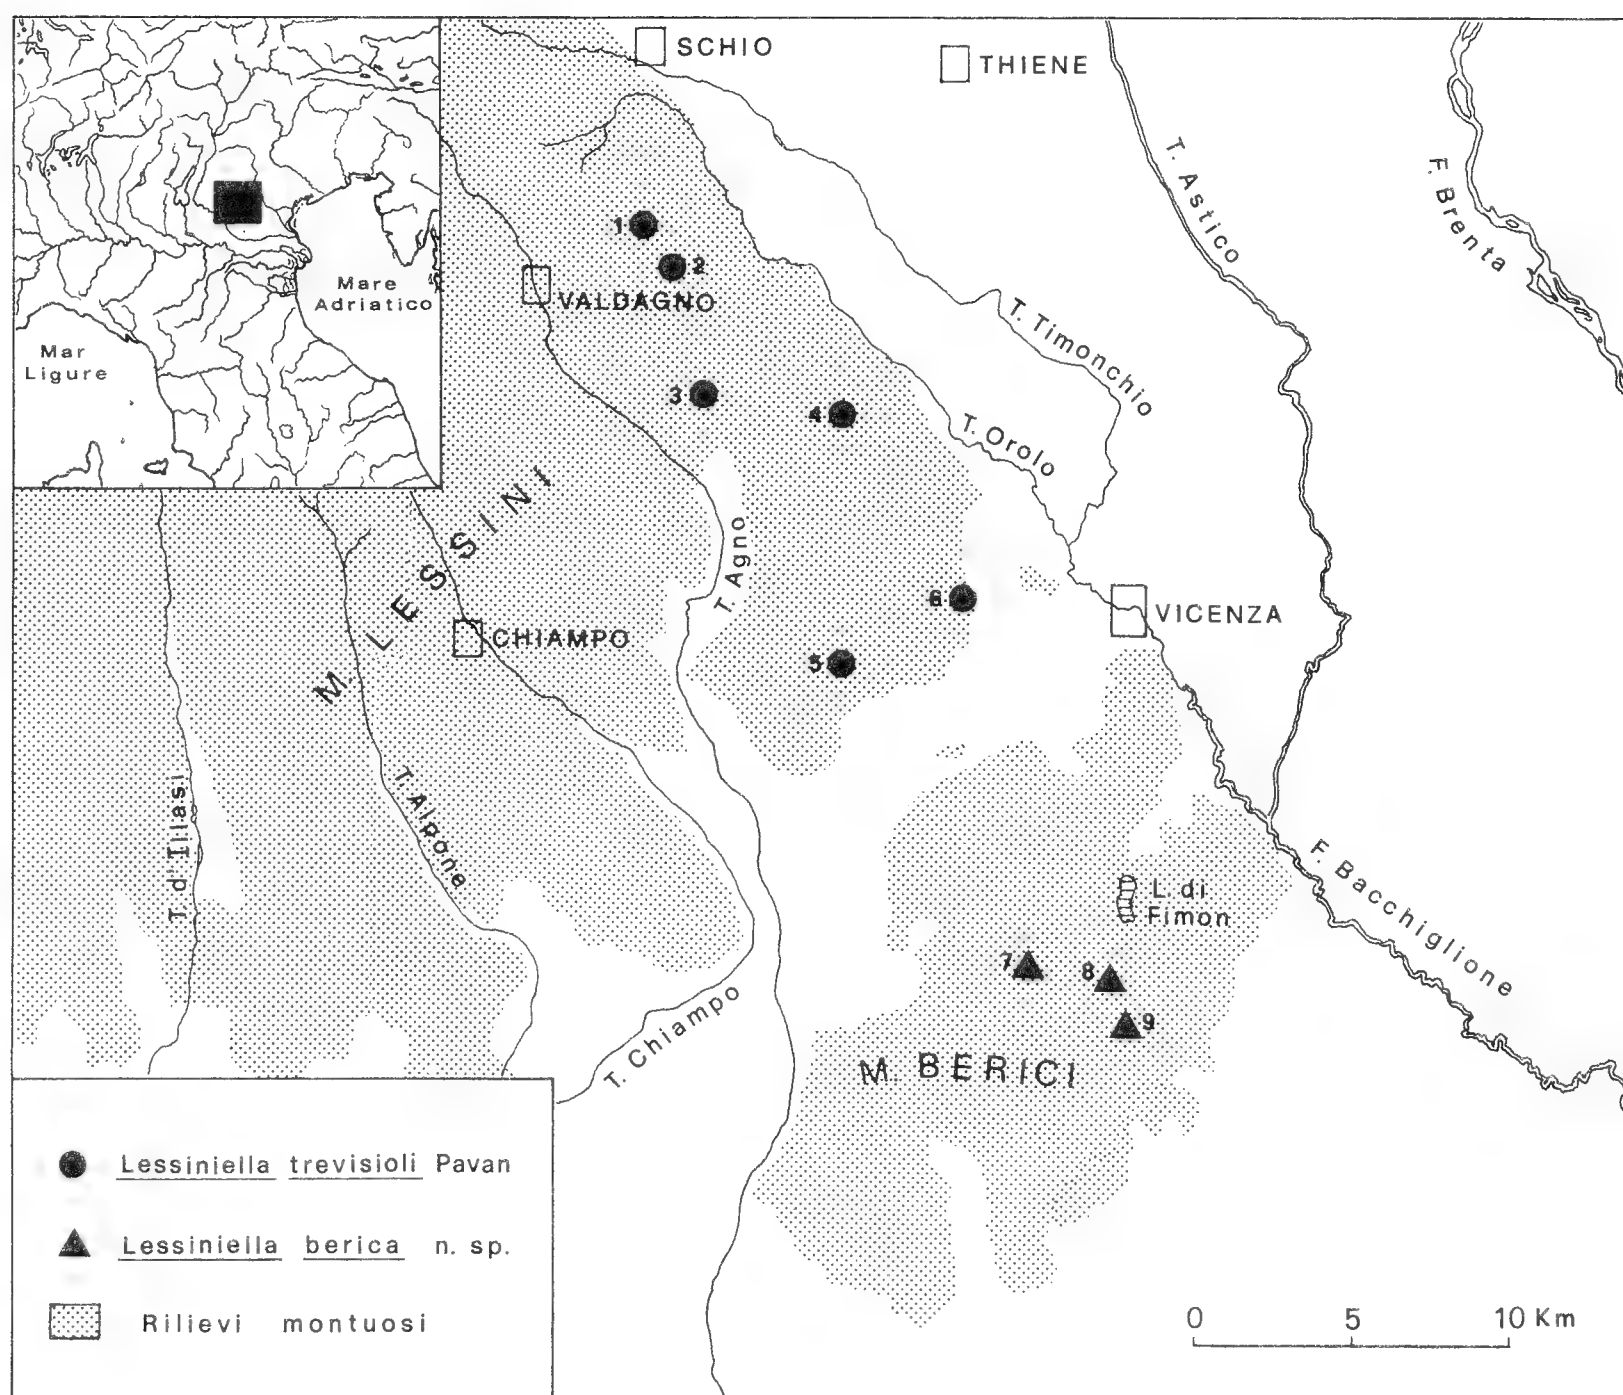 SCHIO
THIENE
T. Astico
F. Brenta
1
2
VALDAGNO
Mare
Adriatico
Mar
Ligure
T. Timonchio
3
4
T. Orolo
M. LESSINI
T. Agno
6
VICENZA
CHIAMPO
5
T. d'Illasi
T. Alpone
F. Bacchiglione
L. di
Fimon
7
8
9
T. Chiampo
M. BERICI
Lessiniella trevisioli Pavan
Lessiniella berica n. sp.
Rilievi montuosi
0 5 10 Km